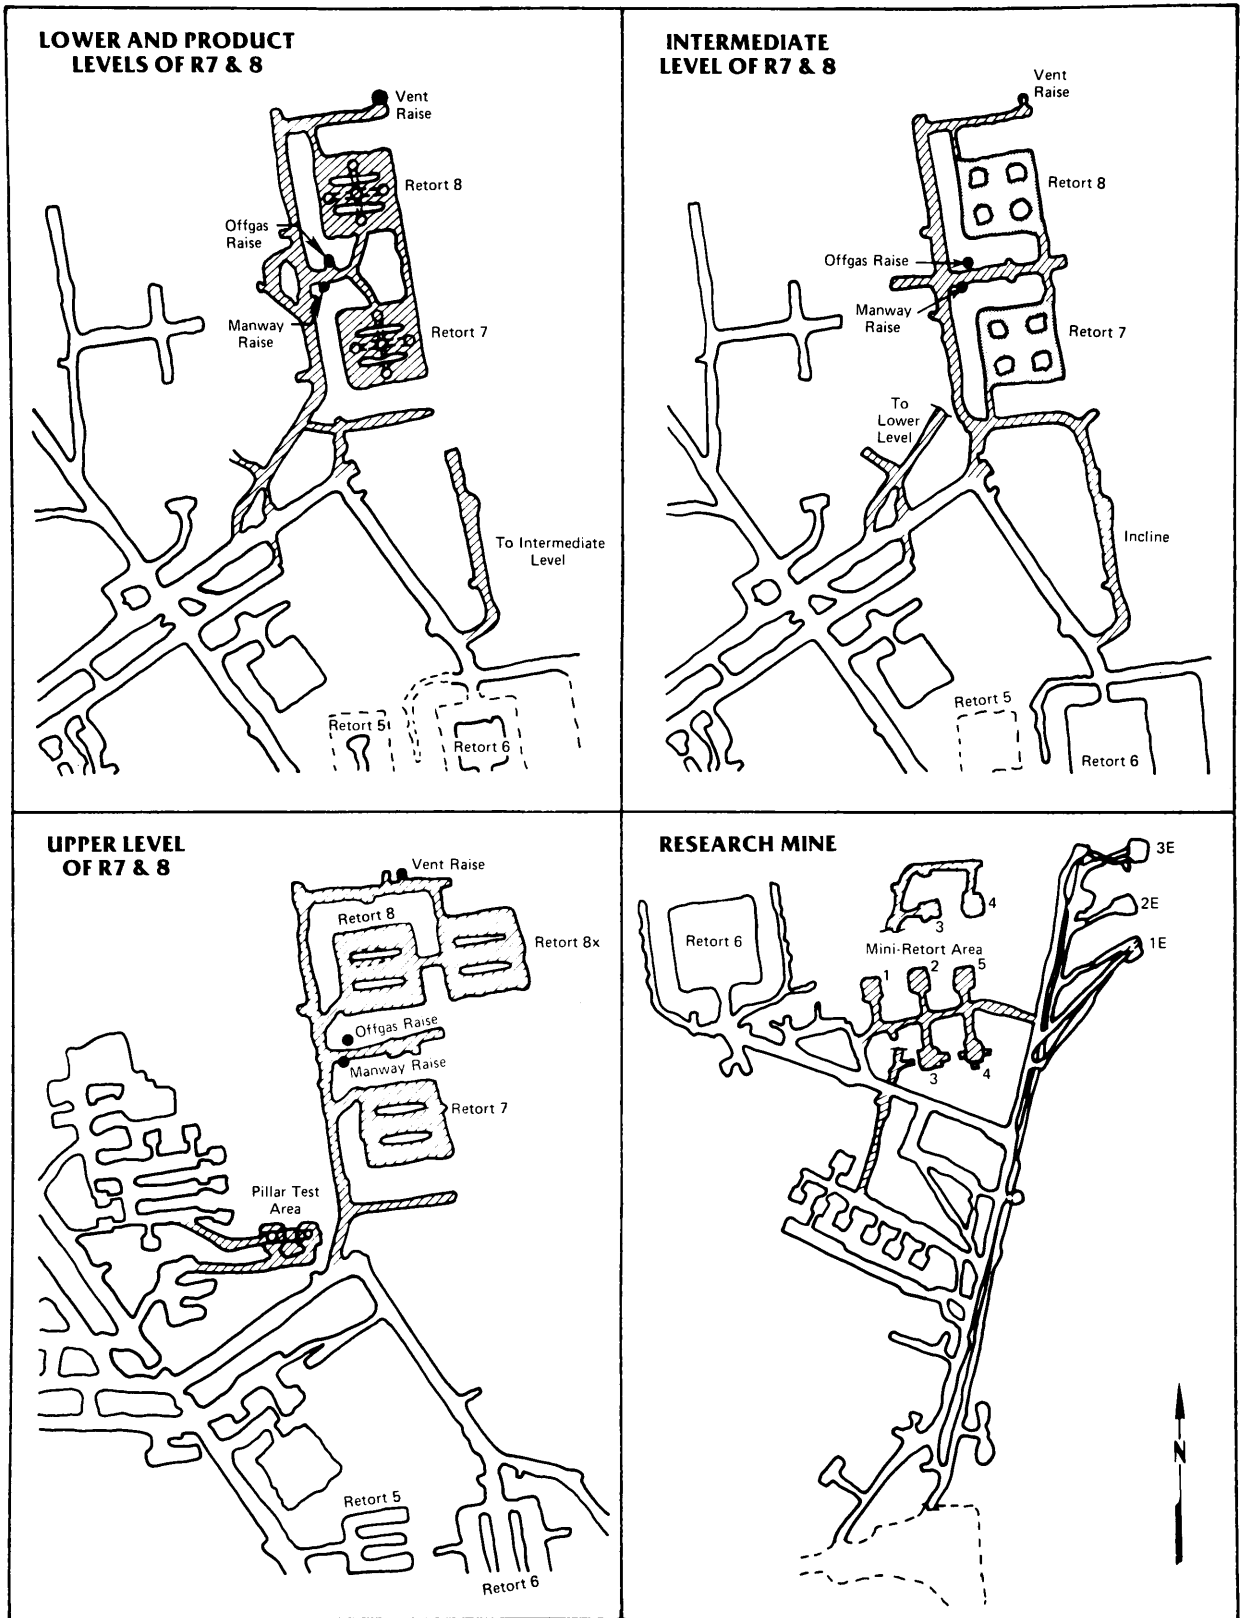 LOWER AND PRODUCT
LEVELS OF R7 & 8
Vent
Raise
Retort 8
Offgas
Raise
Manway
Raise
Retort 7
To Intermediate
Level
Retort 5
Retort 6
INTERMEDIATE
LEVEL OF R7 & 8
Vent
Raise
Retort 8
Offgas Raise
Manway
Raise
Retort 7
To
Lower
Level
Incline
Retort 5
Retort 6
UPPER LEVEL
OF R7 & 8
Vent Raise
Retort 8
Retort 8x
Offgas Raise
Manway Raise
Retort 7
Pillar Test
Area
Retort 5
Retort 6
RESEARCH MINE
3E
2E
1E
4
3
Retort 6
Mini-Retort Area
1
2
5
3
4
N